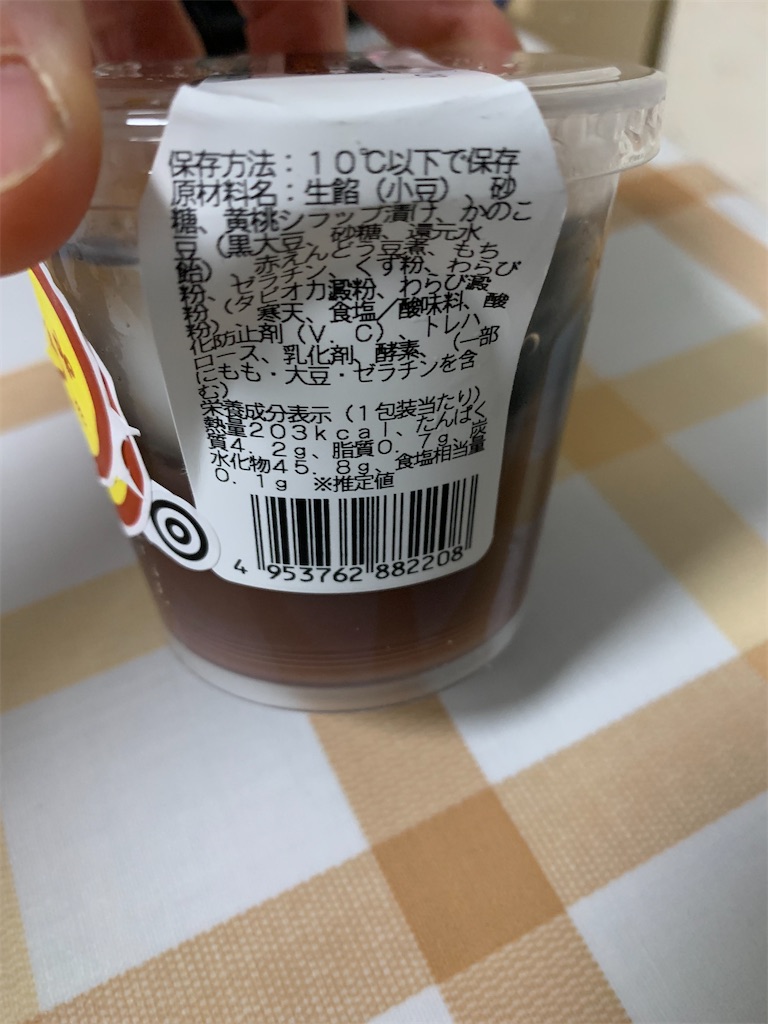 保存方法：１０℃以下で保存
原材料名：生餡（小豆）、砂
糖、黄桃シラップ漬け、かのこ
豆（黒大豆、砂糖、還元水
飴）、赤えんどう豆煮、もち
粉、ゼラチン、くず粉、わらび
粉（タピオカ澱粉、わらび澱
粉）、寒天、食塩／酸味料、酸
化防止剤（Ｖ．Ｃ）、トレハ
ロース、乳化剤、酵素、（一部
にもも・大豆・ゼラチンを含
む）
栄養成分表示（１包装当たり）
熱量２０３ｋｃａｌ、たんぱく
質４．２ｇ、脂質０．７ｇ、炭
水化物４５．８ｇ、食塩相当量
０．１ｇ　※推定値
4 953762 882208